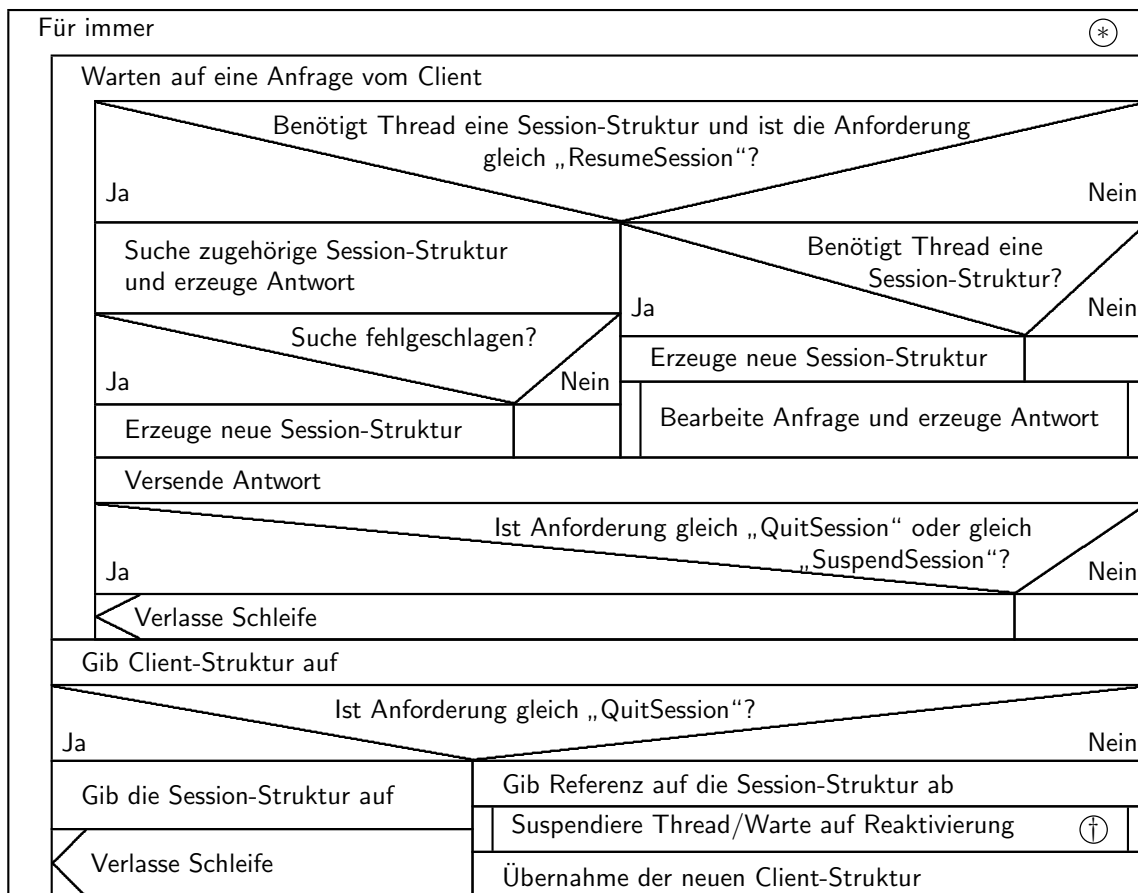 Für immer
(*)
Warten auf eine Anfrage vom Client
Benötigt Thread eine Session-Struktur und ist die Anforderung
gleich „ResumeSession“?
Ja
Nein
Suche zugehörige Session-Struktur
und erzeuge Antwort
Suche fehlgeschlagen?
Ja
Nein
Erzeuge neue Session-Struktur
Benötigt Thread eine
Session-Struktur?
Ja
Nein
Erzeuge neue Session-Struktur
Bearbeite Anfrage und erzeuge Antwort
Versende Antwort
Ist Anforderung gleich „QuitSession“ oder gleich
„SuspendSession“?
Ja
Nein
Verlasse Schleife
Gib Client-Struktur auf
Ist Anforderung gleich „QuitSession“?
Ja
Nein
Gib die Session-Struktur auf
Verlasse Schleife
Gib Referenz auf die Session-Struktur ab
Suspendiere Thread/Warte auf Reaktivierung
(†)
Übernahme der neuen Client-Struktur